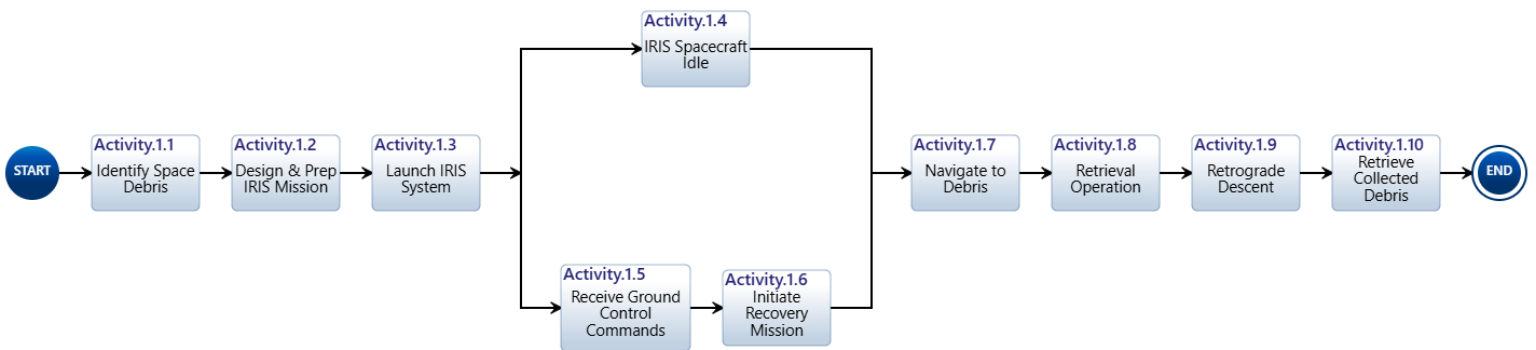 START
Activity.1.1
Identify Space
Debris
Activity.1.2
Design & Prep
IRIS Mission
Activity.1.3
Launch IRIS
System
Activity.1.4
IRIS Spacecraft
Idle
Activity.1.5
Receive Ground
Control
Commands
Activity.1.6
Initiate
Recovery
Mission
Activity.1.7
Navigate to
Debris
Activity.1.8
Retrieval
Operation
Activity.1.9
Retrograde
Descent
Activity.1.10
Retrieve
Collected
Debris
END